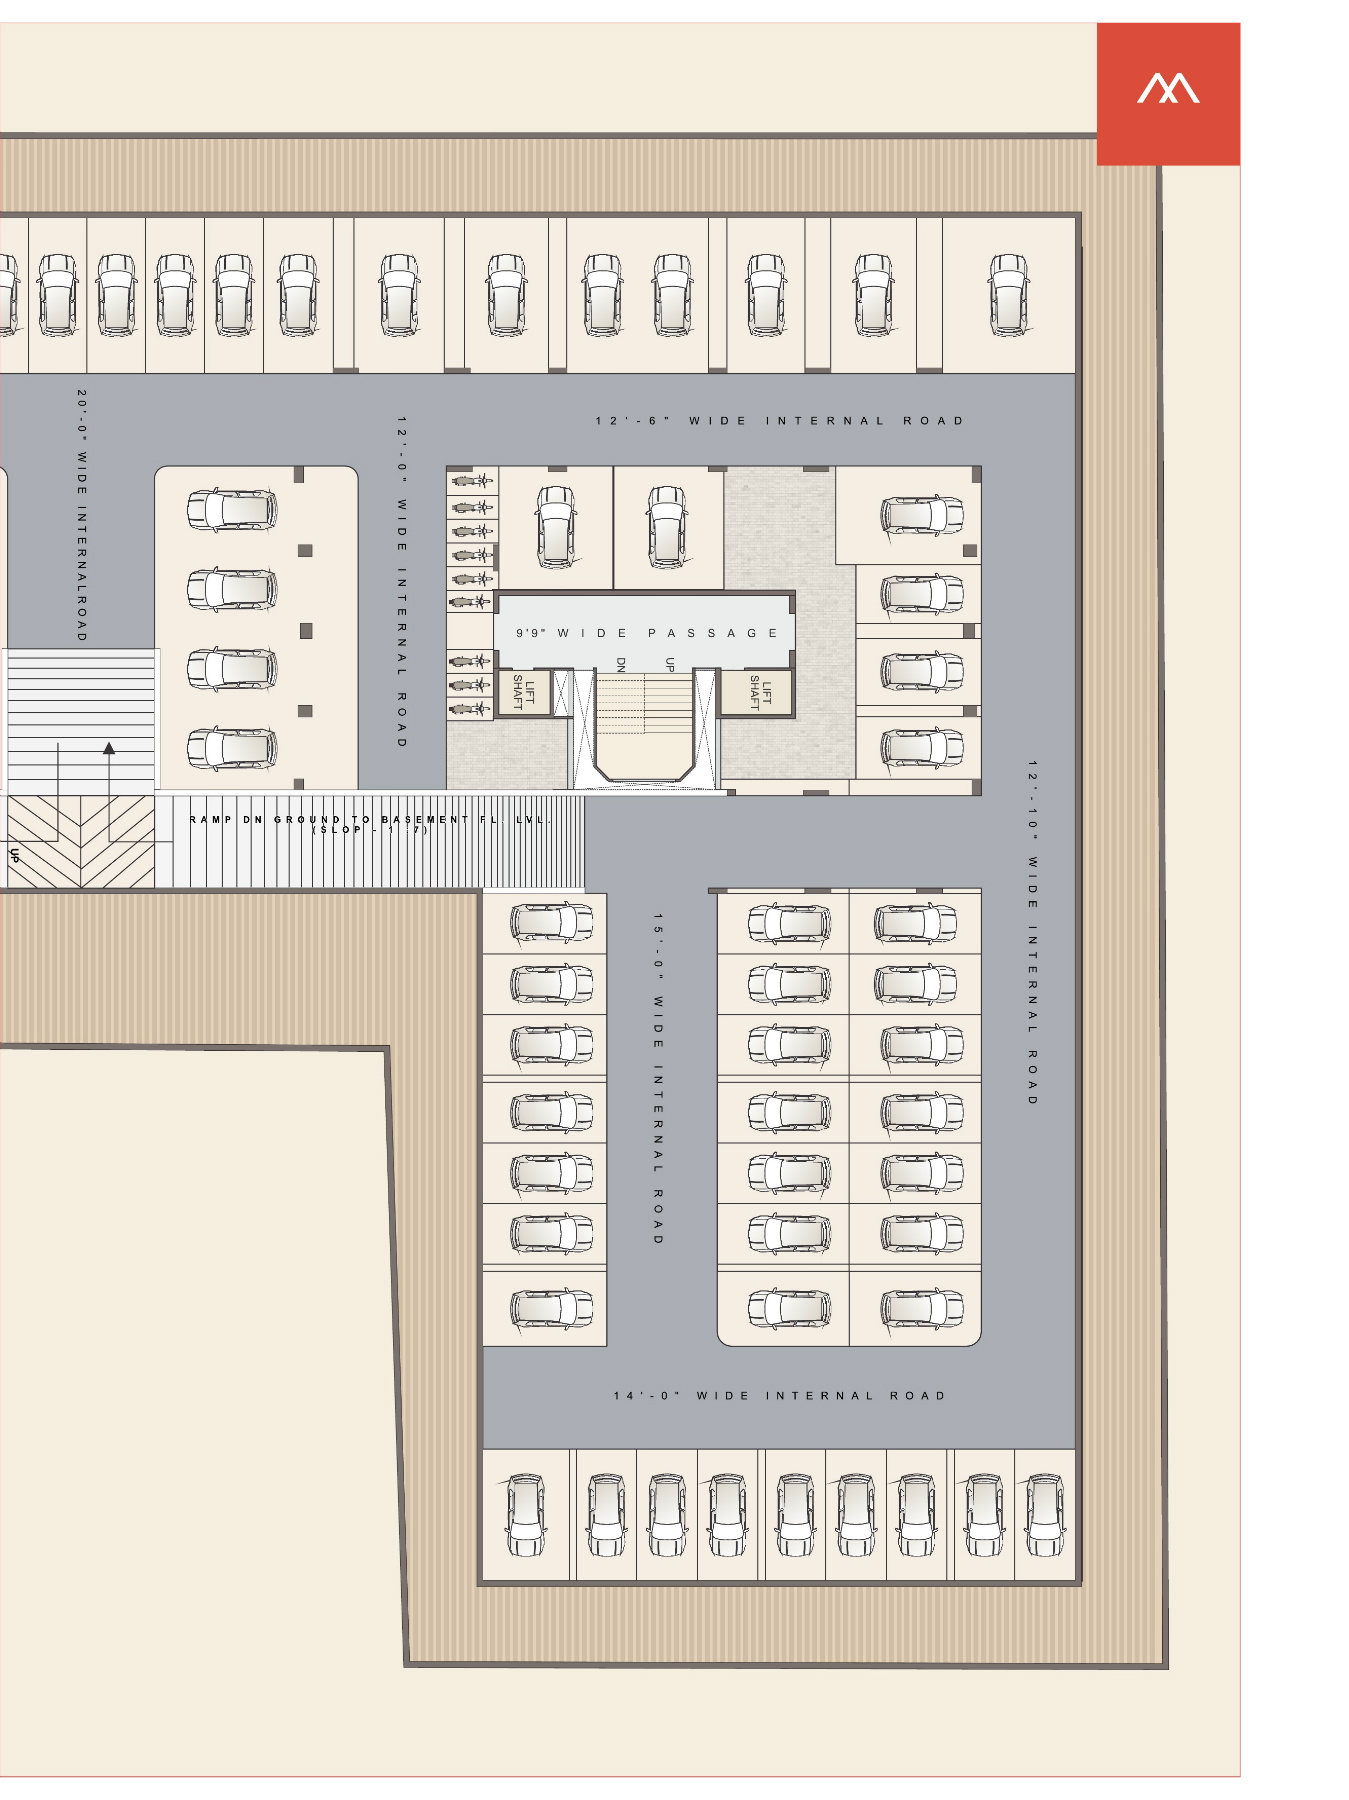 20'-0" WIDE INTERNALROAD
12'-0" WIDE INTERNAL ROAD
12'-6" WIDE INTERNAL ROAD
9'9" WIDE PASSAGE
DN
UP
LIFT
SHAFT
LIFT
SHAFT
RAMP DN GROUND TO BASEMENT FL. LVL.
(SLOP - 1:7)
UP
12'-10" WIDE INTERNAL ROAD
15'-0" WIDE INTERNAL ROAD
14'-0" WIDE INTERNAL ROAD